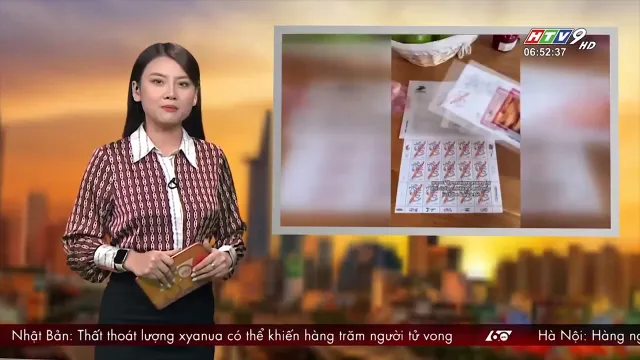 HTV9 HD
06:52:37
Nhật Bản: Thất thoát lượng xyanua có thể khiến hàng trăm người tử vong
60
Hà Nội: Hàng n